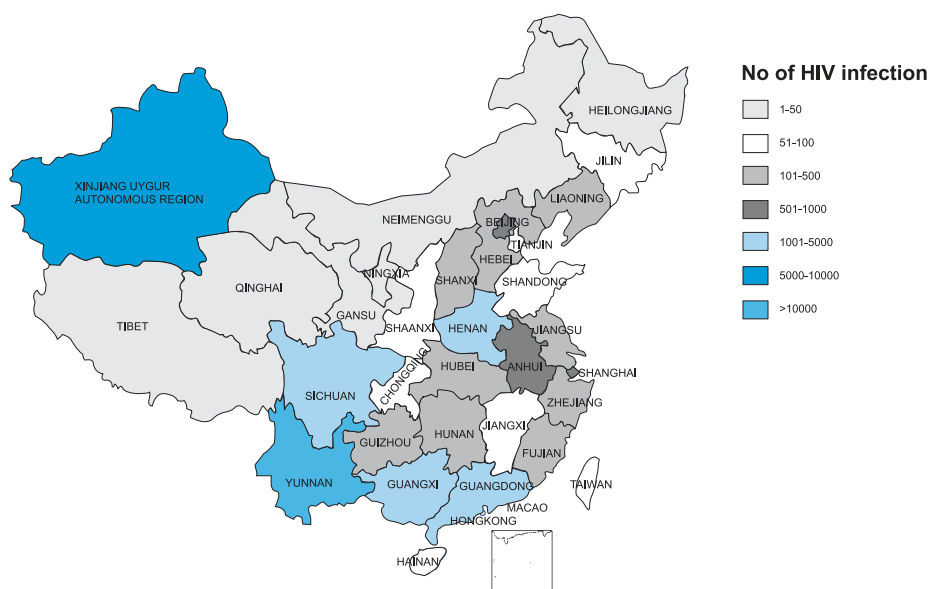 No of HIV infection
1-50
51-100
101-500
501-1000
1001-5000
5000-10000
>10000
HEILONGJIANG
JILIN
LIAONING
XINJIANG UYGUR
AUTONOMOUS REGION
NEIMENGGU
BEIJING
TIANJIN
HEBEI
NINGXIA
SHANXI
SHANDONG
QINGHAI
GANSU
TIBET
SHAANXI
HENAN
JIANGSU
CHONGQING
HUBEI
ANHUI
SHANGHAI
SICHUAN
ZHEJIANG
JIANGXI
HUNAN
GUIZHOU
FUJIAN
YUNNAN
GUANGXI
GUANGDONG
TAIWAN
MACAO
HONGKONG
HAINAN